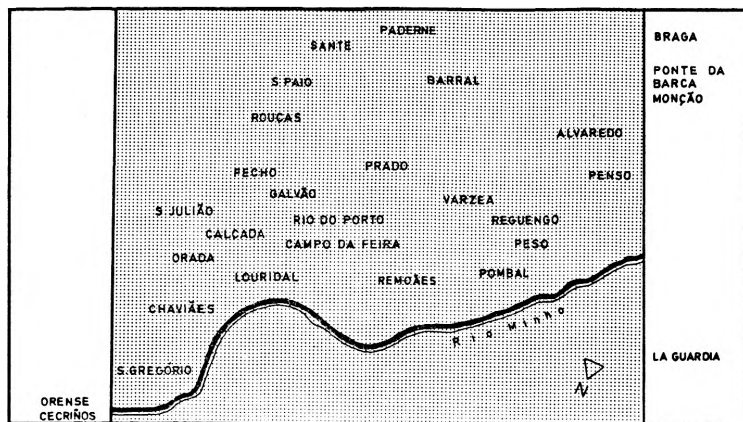 PADERNE
SANTE
BRAGA
S.PAIO
BARRAL
PONTE DA
BARCA
MONÇÃO
ROUÇAS
ALVAREDO
PRADO
PECHO
PENSO
GALVÃO
VARZEA
S.JULIÃO
RIO DO PORTO
REGUENGO
CALÇADA
CAMPO DA FEIRA
PESO
ORADA
LOURIDAL
REMOÃES
POMBAL
CHAVIÃES
Rio Minho
LA GUARDIA
S.GREGÓRIO
N
ORENSE
CECRIÑOS